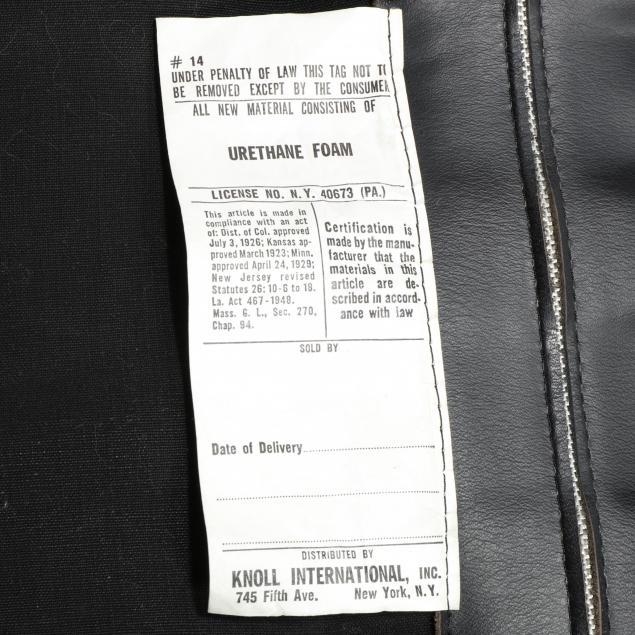 # 14
UNDER PENALTY OF LAW THIS TAG NOT TO
BE REMOVED EXCEPT BY THE CONSUMER
ALL NEW MATERIAL CONSISTING OF
URETHANE FOAM
LICENSE NO. N.Y. 40673 (PA.)
This article is made in
compliance with an act
of: Dist. of Col. approved
July 3, 1926; Kansas ap-
proved March 1923; Minn.
approved April 24, 1929;
New Jersey revised
Statutes 26:10-6 to 18.
La. Act 467-1948.
Mass. G. L., Sec. 270,
Chap. 94.
Certification is
made by the manu-
facturer that the
materials in this
article are de-
scribed in accord-
ance with law
SOLD BY
Date of Delivery
DISTRIBUTED BY
KNOLL INTERNATIONAL, INC.
745 Fifth Ave. New York, N.Y.